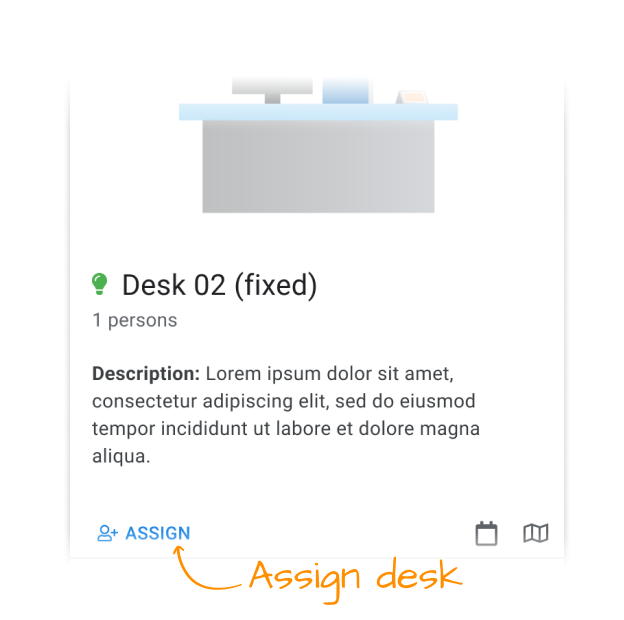 Desk 02 (fixed)
1 persons
Description: Lorem ipsum dolor sit amet,
consectetur adipiscing elit, sed do eiusmod
tempor incididunt ut labore et dolore magna
aliqua.
ASSIGN
Assign desk